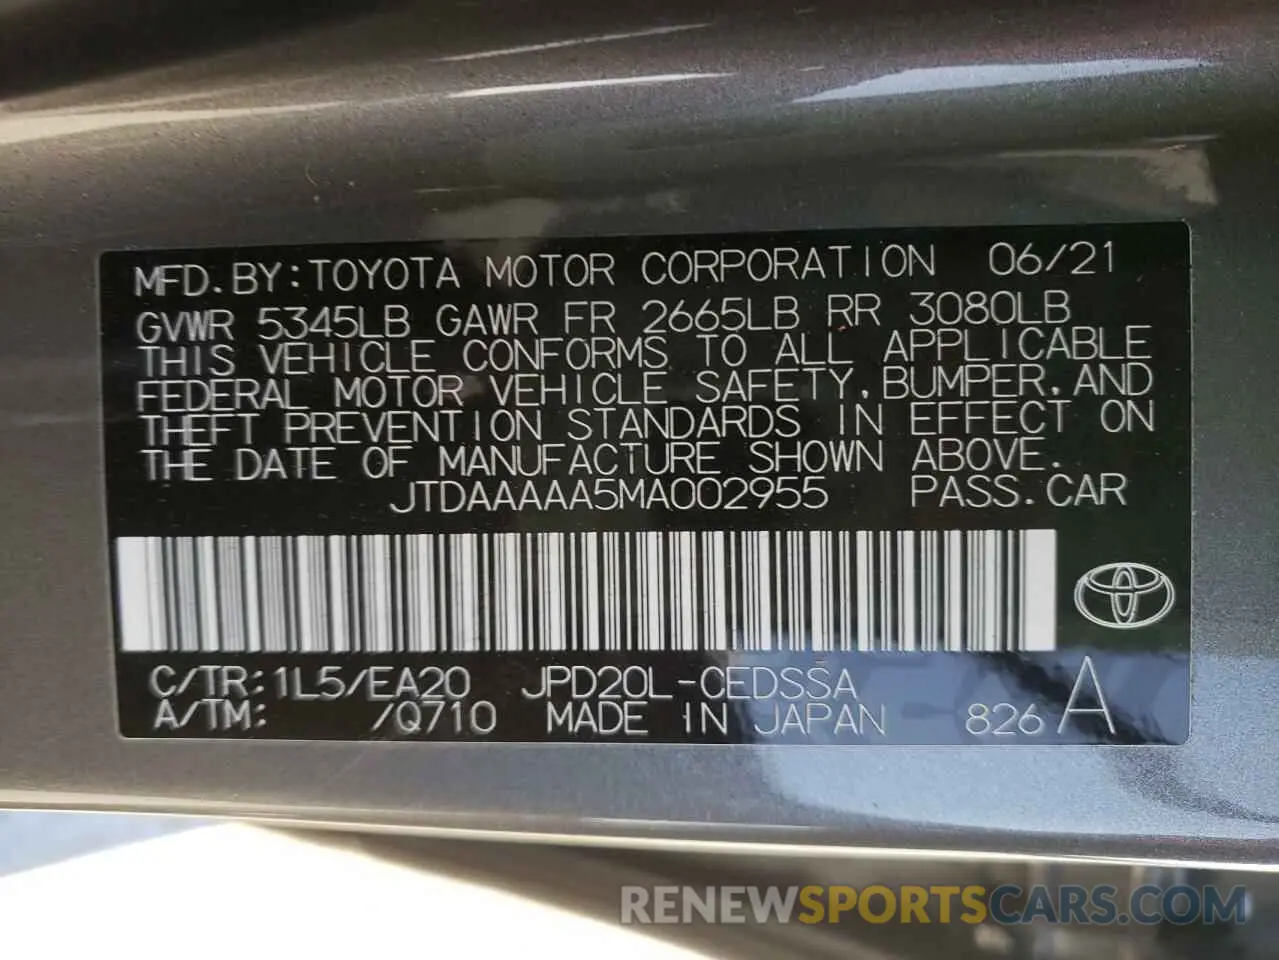 MFD. BY: TOYOTA MOTOR CORPORATION 06/21
GVWR 5345LB GAWR FR 2665LB RR 3080LB
THIS VEHICLE CONFORMS TO ALL APPLICABLE
FEDERAL MOTOR VEHICLE SAFETY, BUMPER, AND
THEFT PREVENTION STANDARDS IN EFFECT ON
THE DATE OF MANUFACTURE SHOWN ABOVE.
JTDAAAAA5MA002955 PASS. CAR
C/TR: 1L5/EA20 JPD20L-CEDSSA
A/TM: /Q710 MADE IN JAPAN 826 A
RENEWSPORTSCARS.COM